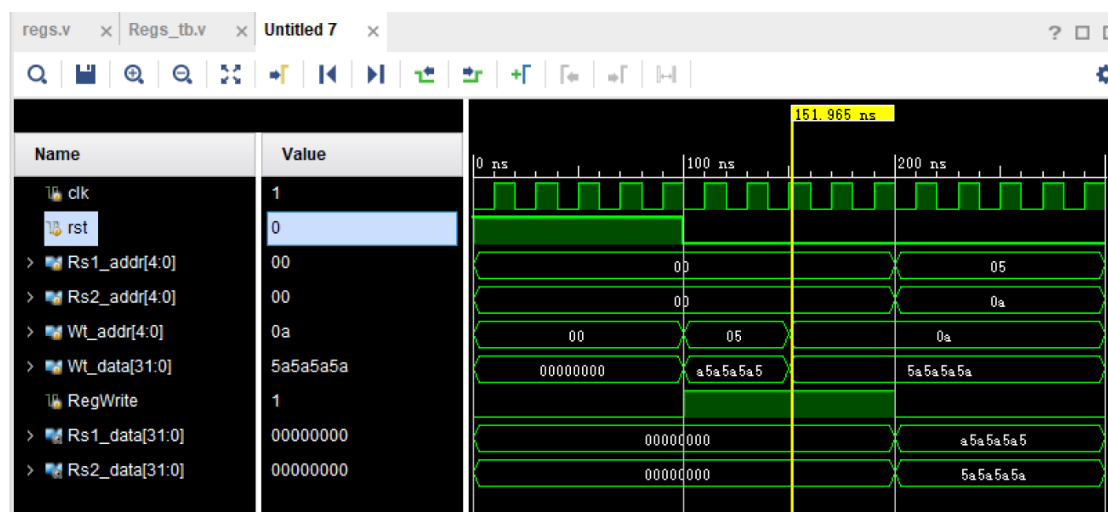 regs.v × Regs_tb.v × Untitled 7 × ?
151.965 ns
Name Value 0 ns 100 ns 200 ns
clk 1
rst 0
> Rs1_addr[4:0] 00 00 05
> Rs2_addr[4:0] 00 00 0a
> Wt_addr[4:0] 0a 00 05 0a
> Wt_data[31:0] 5a5a5a5a 00000000 a5a5a5a5 5a5a5a5a
RegWrite 1
> Rs1_data[31:0] 00000000 00000000 a5a5a5a5
> Rs2_data[31:0] 00000000 00000000 5a5a5a5a